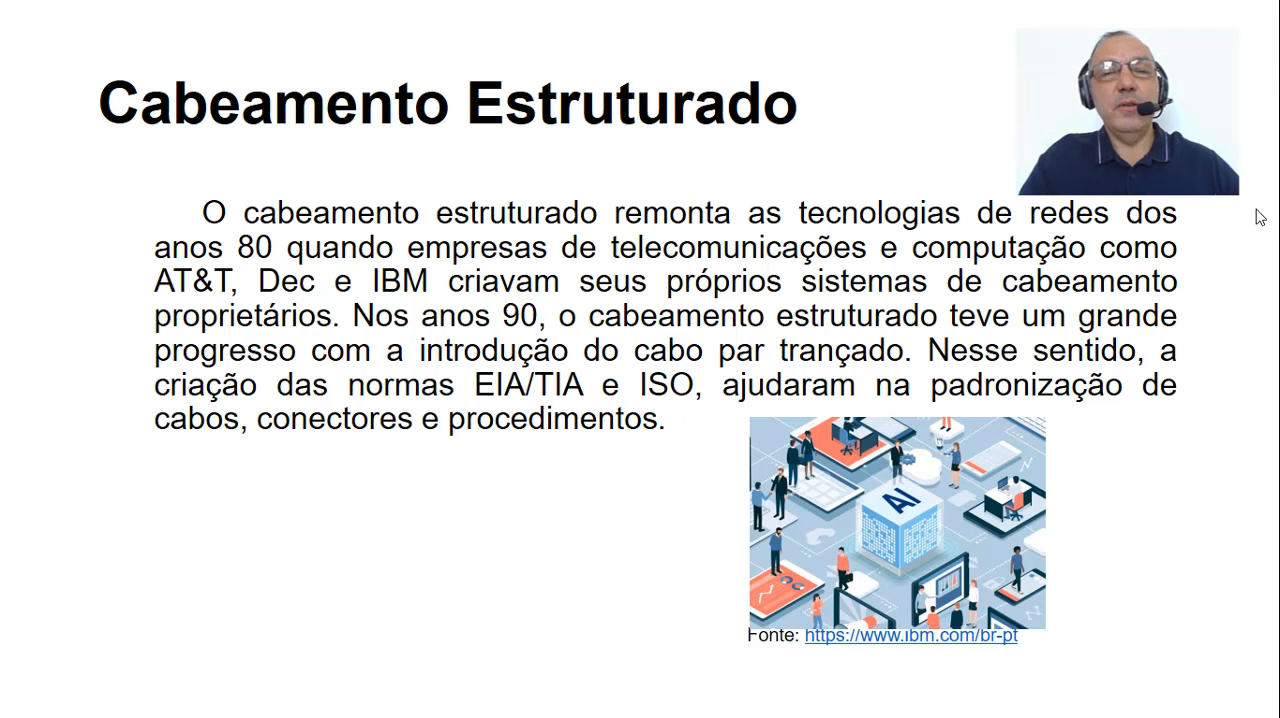 Cabeamento Estruturado
O cabeamento estruturado remonta as tecnologias de redes dos
anos 80 quando empresas de telecomunicações e computação como
AT&T, Dec e IBM criavam seus próprios sistemas de cabeamento
proprietários. Nos anos 90, o cabeamento estruturado teve um grande
progresso com a introdução do cabo par trançado. Nesse sentido, a
criação das normas EIA/TIA e ISO, ajudaram na padronização de
cabos, conectores e procedimentos.
AI
Fonte: https://www.ibm.com/br-pt